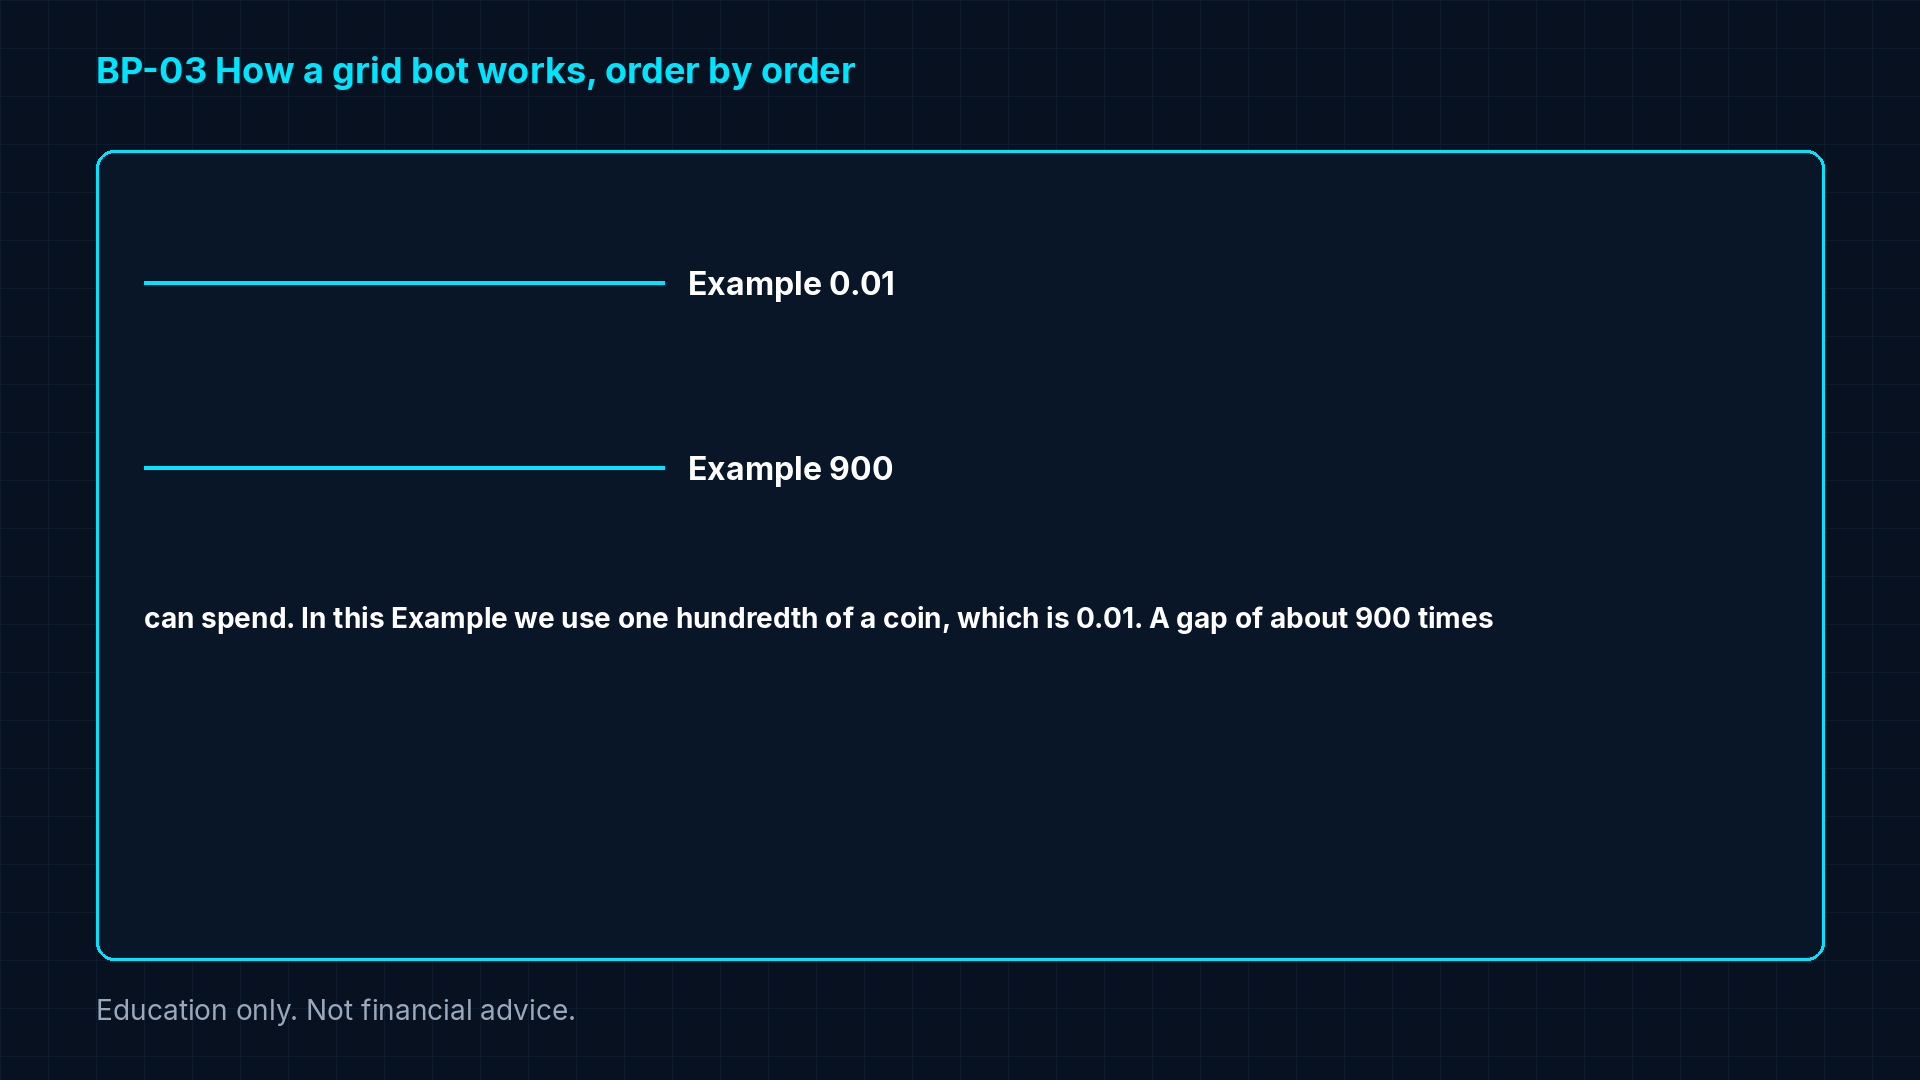 BP-03 How a grid bot works, order by order
Example 0.01
Example 900
can spend. In this Example we use one hundredth of a coin, which is 0.01. A gap of about 900 times
Education only. Not financial advice.